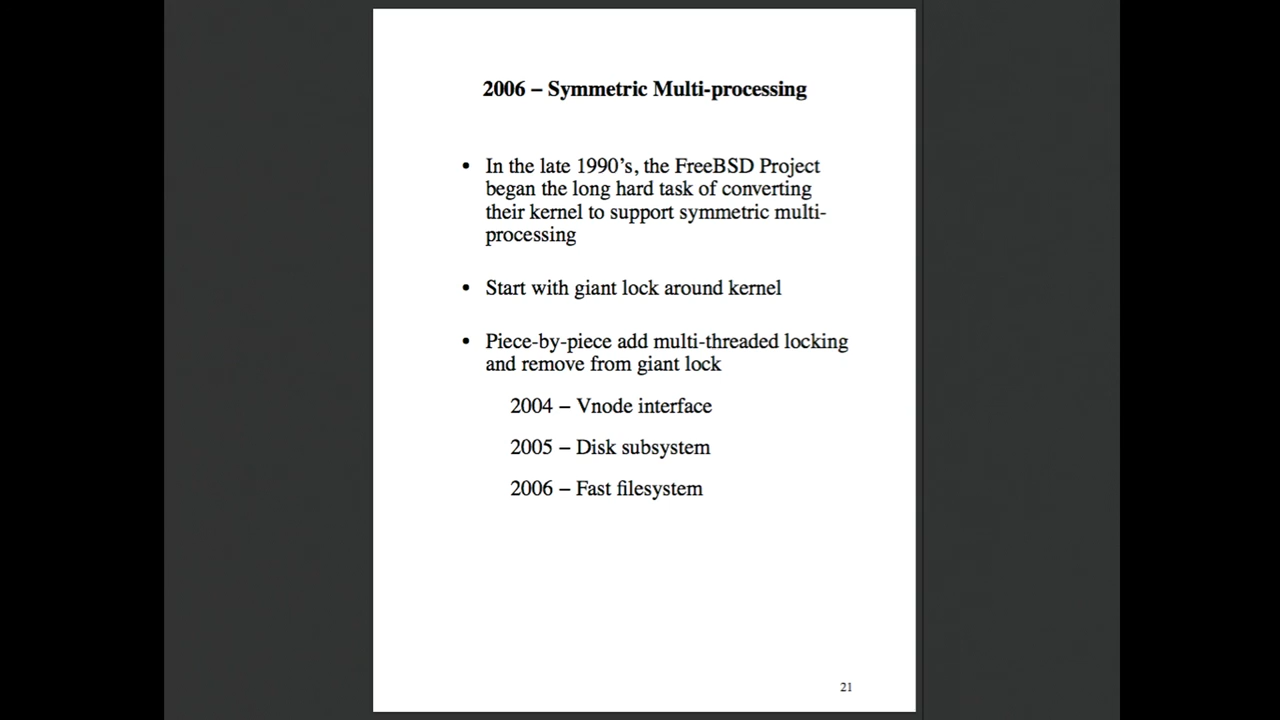 2006 – Symmetric Multi-processing
• In the late 1990’s, the FreeBSD Project
began the long hard task of converting
their kernel to support symmetric multi-
processing
• Start with giant lock around kernel
• Piece-by-piece add multi-threaded locking
and remove from giant lock
2004 – Vnode interface
2005 – Disk subsystem
2006 – Fast filesystem
21